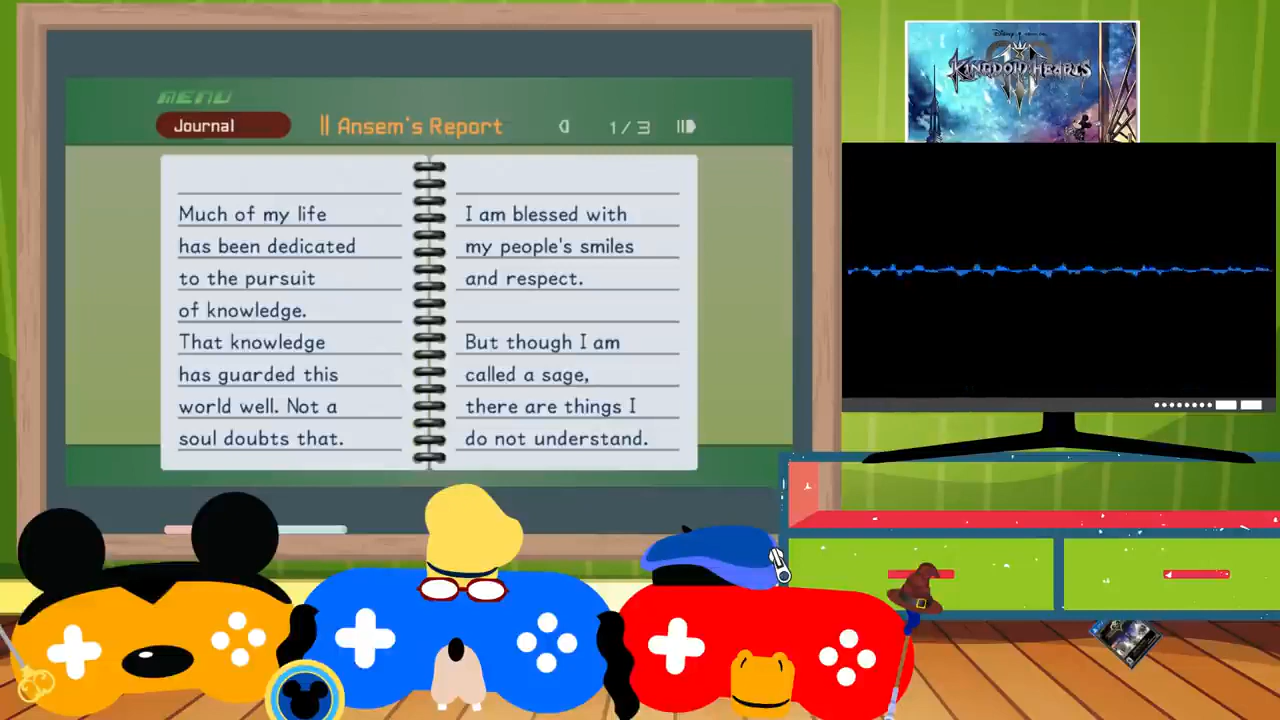 MENU
Journal
Ansem's Report
1 / 3
Much of my life
has been dedicated
to the pursuit
of knowledge.
That knowledge
has guarded this
world well. Not a
soul doubts that.
I am blessed with
my people's smiles
and respect.
But though I am
called a sage,
there are things I
do not understand.
Disney
KINGDOM HEARTS
III